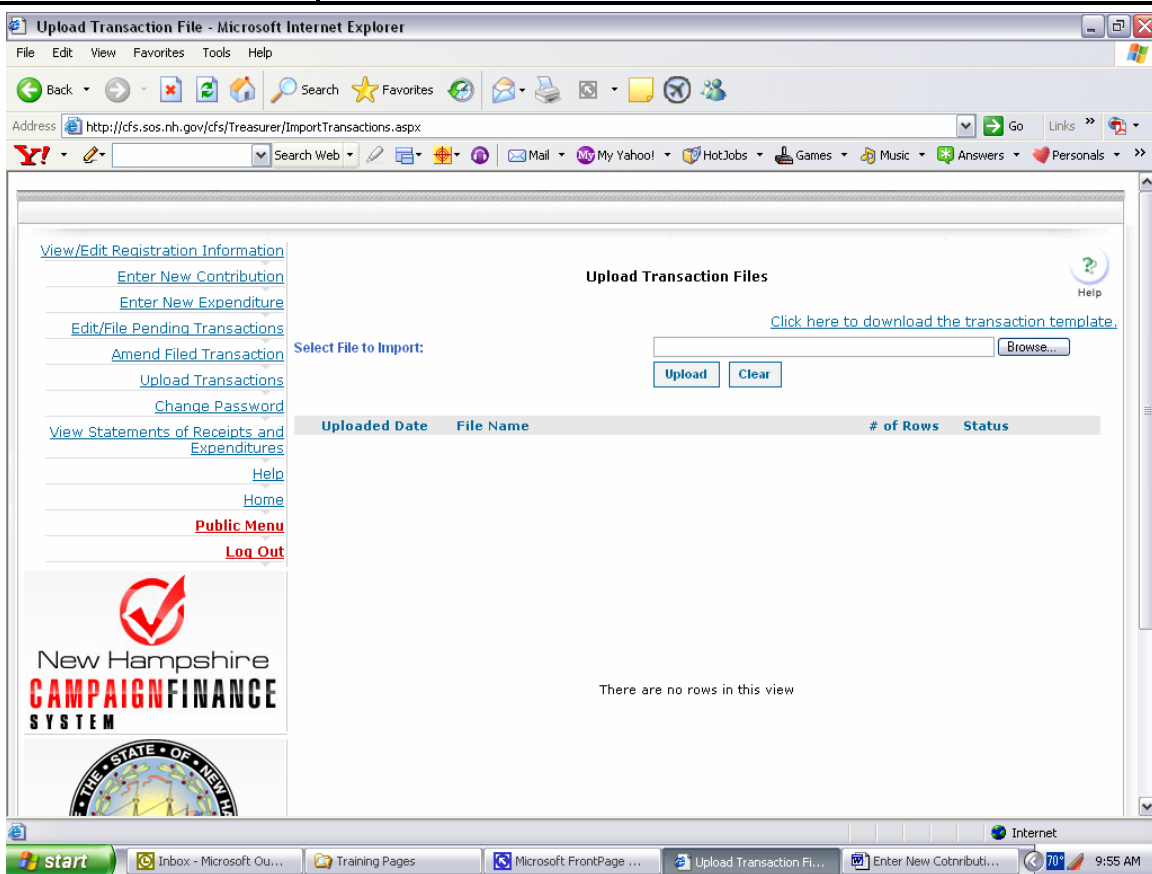 Upload Transaction File - Microsoft Internet Explorer
File Edit View Favorites Tools Help
Back Search Favorites
Address http://cfs.sos.nh.gov/cfs/Treasurer/ImportTransactions.aspx Go Links »
Y! Search Web Mail My Yahoo! HotJobs Games Music Answers Personals »
View/Edit Registration Information
Enter New Contribution
Enter New Expenditure
Edit/File Pending Transactions
Amend Filed Transaction
Upload Transactions
Change Password
View Statements of Receipts and
Expenditures
Help
Home
Public Menu
Log Out
New Hampshire
CAMPAIGNFINANCE
SYSTEM
THE • STATE • OF • NEW HA
Upload Transaction Files
Help
Click here to download the transaction template.
Select File to Import: Browse...
Upload Clear
Uploaded Date File Name # of Rows Status
There are no rows in this view
Internet
start Inbox - Microsoft Ou... Training Pages Microsoft FrontPage ... Upload Transaction Fi... Enter New Cotnributi... 70° 9:55 AM